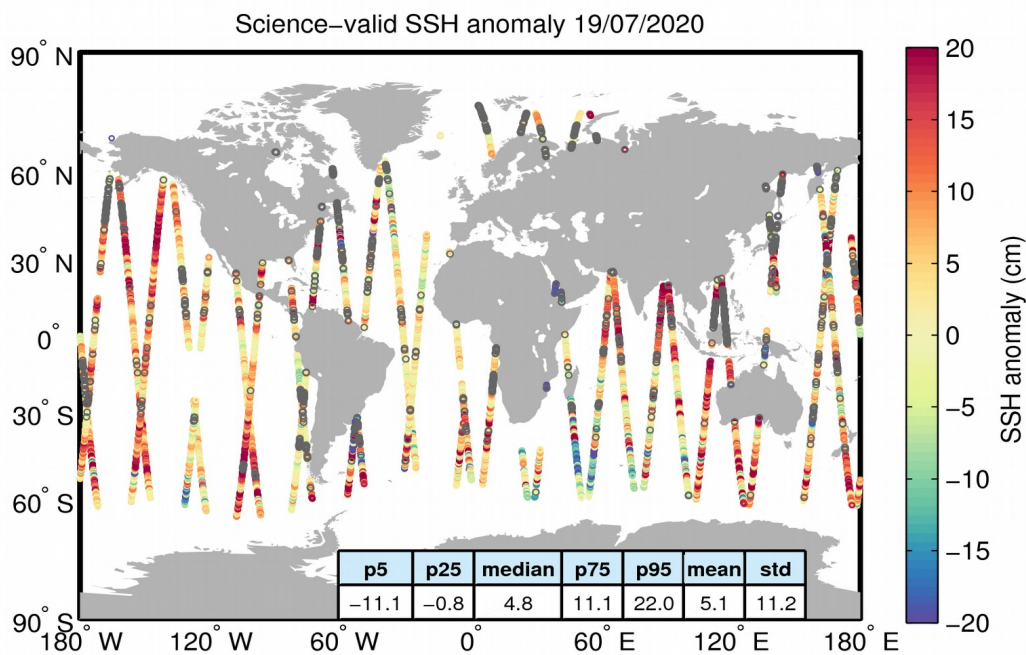 Science−valid SSH anomaly 19/07/2020
90° N
60° N
30° N
0°
30° S
60° S
90° S
180° W
120° W
60° W
0°
60° E
120° E
180° E
p5 p25 median p75 p95 mean std
−11.1 −0.8 4.8 11.1 22.0 5.1 11.2
20
15
10
5
0
−5
−10
−15
−20
SSH anomaly (cm)